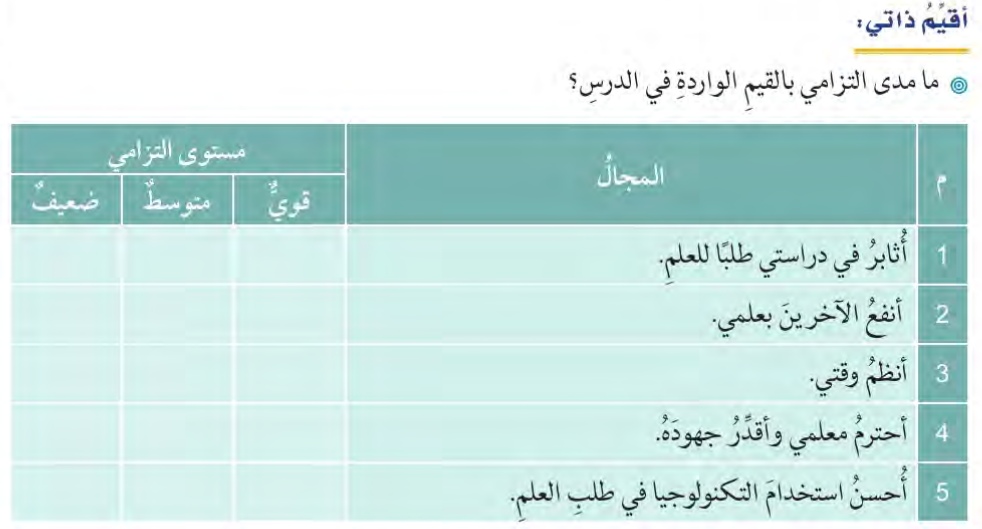 أقيِّمُ ذاتي:
ما مدى التزامي بالقيمِ الواردةِ في الدرسِ؟
م المجالُ مستوى التزامي
قويٌّ متوسطٌ ضعيفٌ
1 أُثابرُ في دراستي طلبًا للعلمِ.
2 أنفعُ الآخرينَ بعلمي.
3 أنظمُ وقتي.
4 أحترمُ معلمي وأقدِّرُ جهودَهُ.
5 أُحسنُ استخدامَ التكنولوجيا في طلبِ العلمِ.